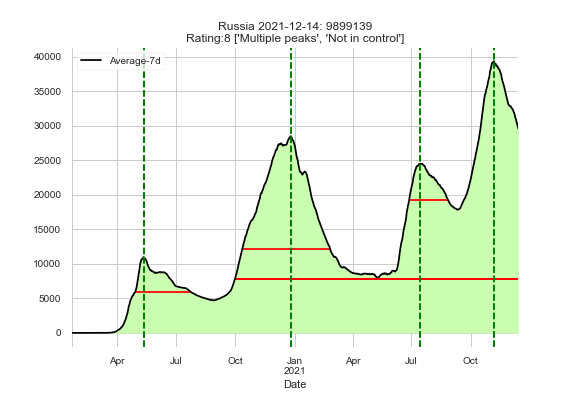 Russia 2021-12-14: 9899139
Rating:8 ['Multiple peaks', 'Not in control']
Average-7d
40000
35000
30000
25000
20000
15000
10000
5000
0
Apr Jul Oct Jan Apr Jul Oct
2021
Date